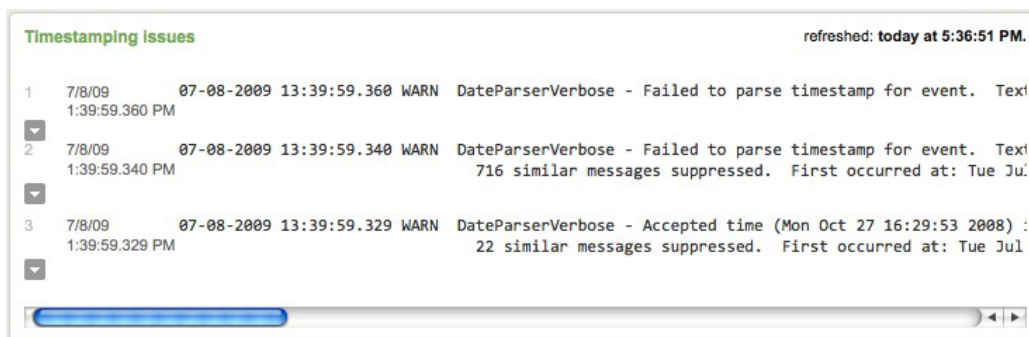 Timestamping issues refreshed: today at 5:36:51 PM.
1 7/8/09 07-08-2009 13:39:59.360 WARN DateParserVerbose - Failed to parse timestamp for event. Text
1:39:59.360 PM
2 7/8/09 07-08-2009 13:39:59.340 WARN DateParserVerbose - Failed to parse timestamp for event. Text
1:39:59.340 PM 716 similar messages suppressed. First occurred at: Tue Jul
3 7/8/09 07-08-2009 13:39:59.329 WARN DateParserVerbose - Accepted time (Mon Oct 27 16:29:53 2008)
1:39:59.329 PM 22 similar messages suppressed. First occurred at: Tue Jul